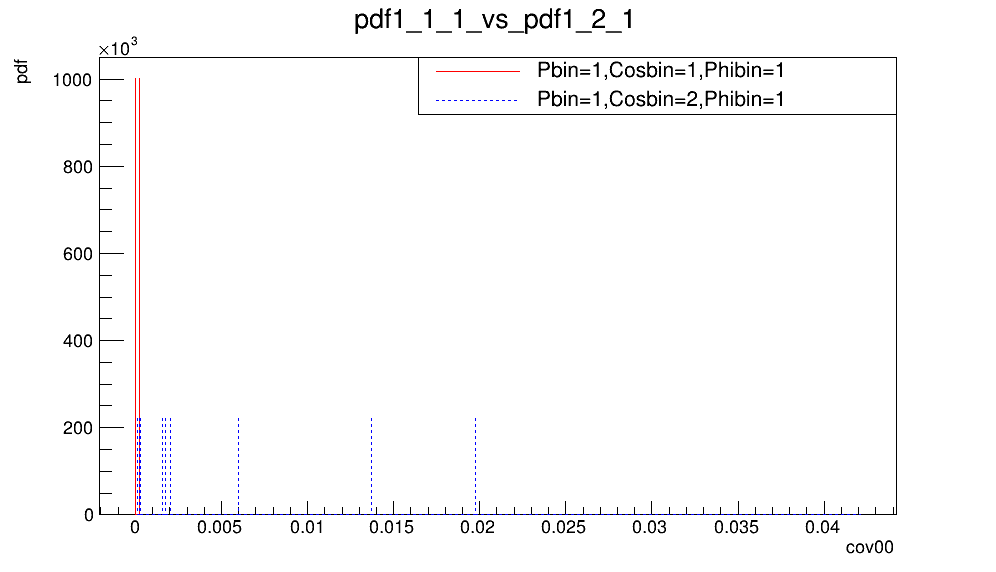 pdf1_1_1_vs_pdf1_2_1
×10³
pdf
Pbin=1,Cosbin=1,Phibin=1
Pbin=1,Cosbin=2,Phibin=1
1000
800
600
400
200
0
0 0.005 0.01 0.015 0.02 0.025 0.03 0.035 0.04
cov00